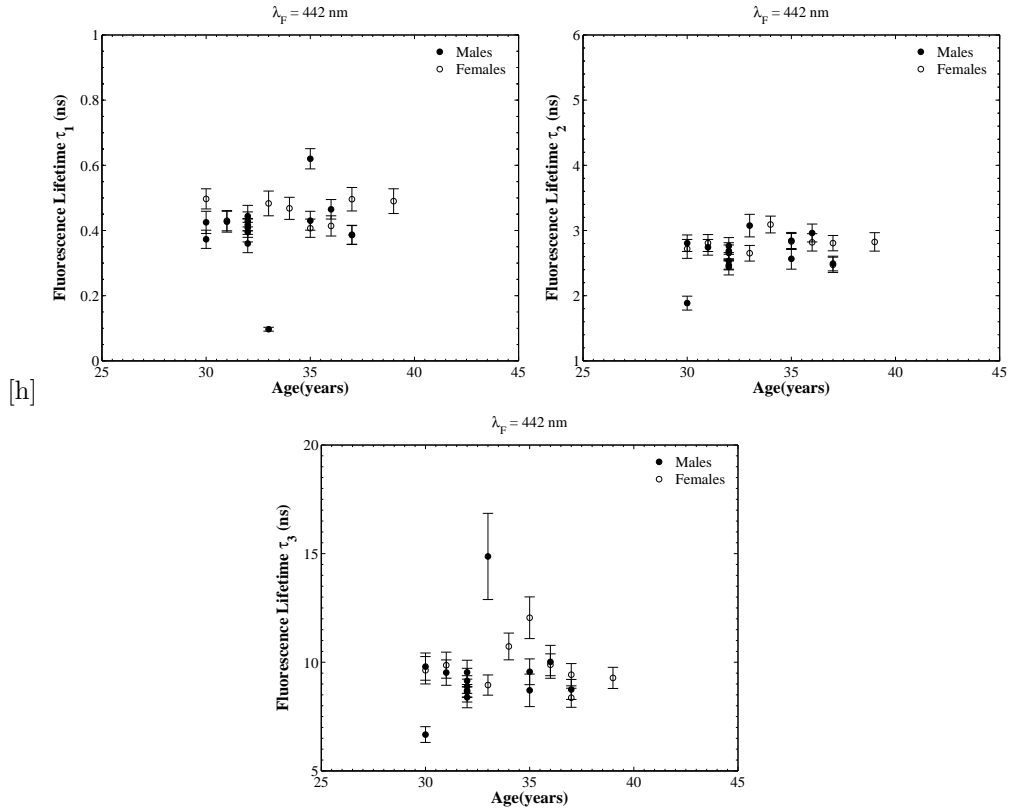 λF = 442 nm
Males
Females
Fluorescence Lifetime τ1 (ns)
1
0.8
0.6
0.4
0.2
0
25 30 35 40 45
Age(years)
λF = 442 nm
Males
Females
Fluorescence Lifetime τ2 (ns)
6
5
4
3
2
1
25 30 35 40 45
Age(years)
[h]
λF = 442 nm
Males
Females
Fluorescence Lifetime τ3 (ns)
20
15
10
5
25 30 35 40 45
Age(years)